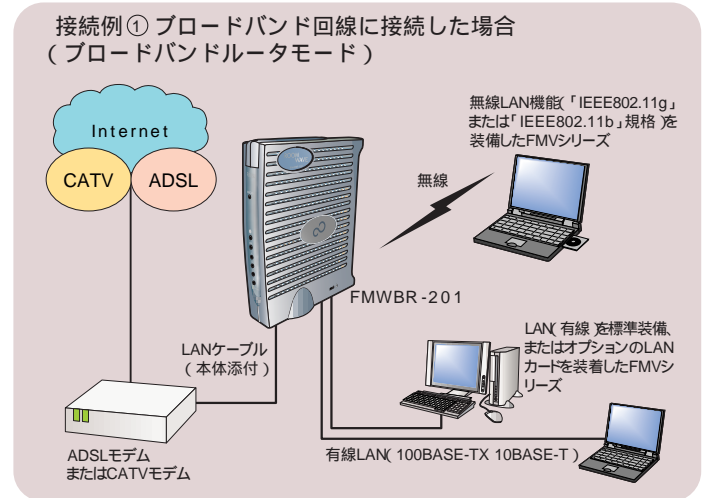 接続例① ブロードバンド回線に接続した場合
(ブロードバンドルータモード)
Internet
CATV
ADSL
無線LAN機能(「IEEE802.11g」
または「IEEE802.11b」規格)を
装備したFMVシリーズ
無線
FMWBR-201
LANケーブル
(本体添付)
LAN(有線)を標準装備、
またはオプションのLAN
カードを装着したFMVシ
リーズ
ADSLモデム
またはCATVモデム
有線LAN(100BASE-TX 10BASE-T)